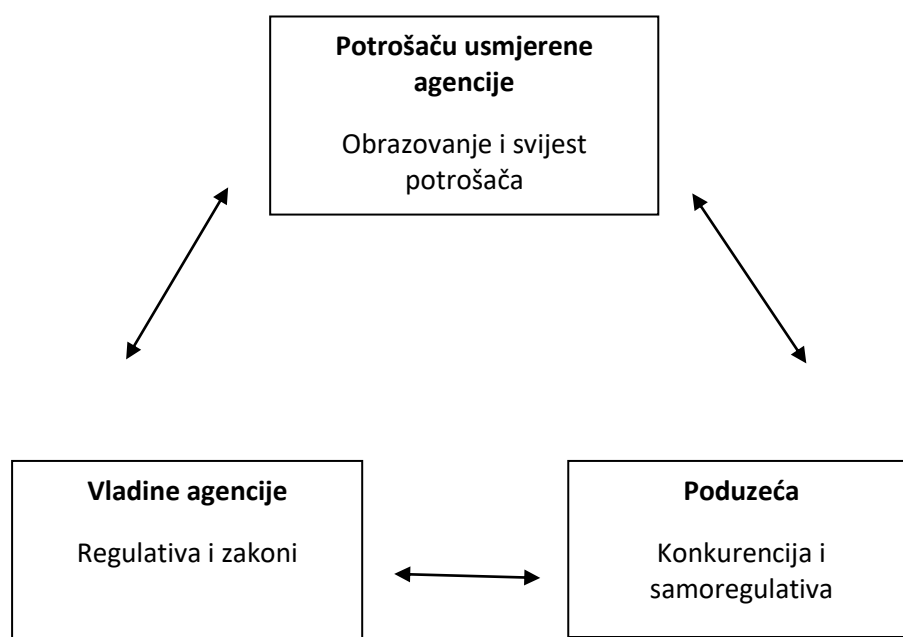 Potrošaču usmjerene
agencije
Obrazovanje i svijest
potrošača
Vladine agencije
Regulativa i zakoni
Poduzeća
Konkurencija i
samoregulativa